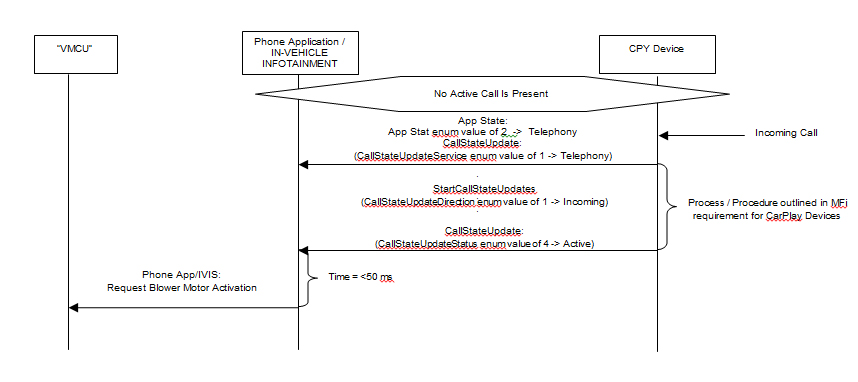 "VMCU"
Phone Application /
IN-VEHICLE
INFOTAINMENT
CPY Device
No Active Call Is Present
App State:
App Stat enum value of 2 -> Telephony
CallStateUpdate:
(CallStateUpdateService enum value of 1 -> Telephony)
Incoming Call
.
StartCallStateUpdates
(CallStateUpdateDirection enum value of 1 -> Incoming)
.
Process / Procedure outlined in MFi
requirement for CarPlay Devices
CallStateUpdate:
(CallStateUpdateStatus enum value of 4 -> Active)
Phone App/IVIS:
Request Blower Motor Activation
Time = <50 ms